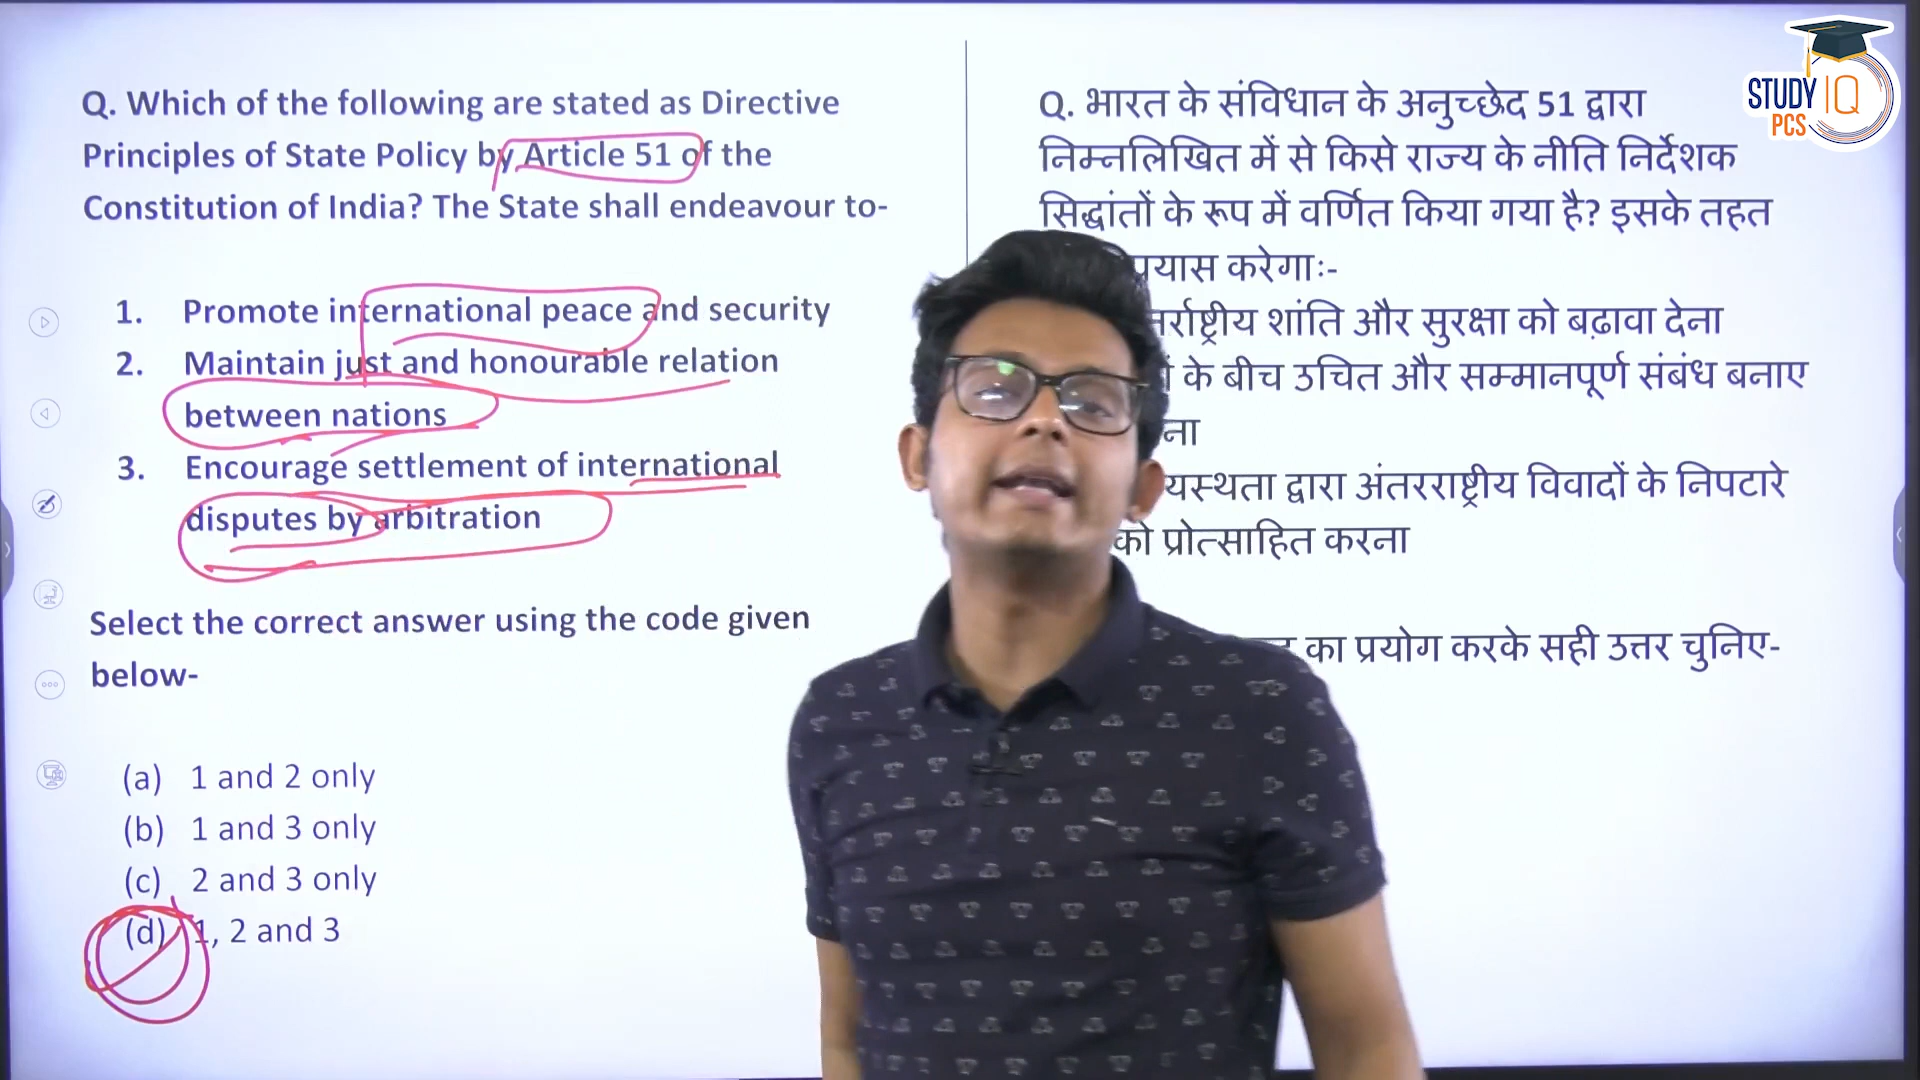 Q. Which of the following are stated as Directive
Principles of State Policy by Article 51 of the
Constitution of India? The State shall endeavour to-
1. Promote international peace and security
2. Maintain just and honourable relation
between nations
3. Encourage settlement of international
disputes by arbitration
Select the correct answer using the code given
below-
(a) 1 and 2 only
(b) 1 and 3 only
(c) 2 and 3 only
(d) 1, 2 and 3
Q. भारत के संविधान के अनुच्छेद 51 द्वारा
निम्नलिखित में से किसे राज्य के नीति निर्देशक
सिद्धांतों के रूप में वर्णित किया गया है? इसके तहत
प्रयास करेगाः-
शांति और सुरक्षा को बढ़ावा देना
के बीच उचित और सम्मानपूर्ण संबंध बनाए
द्वारा अंतरराष्ट्रीय विवादों के निपटारे
को प्रोत्साहित करना
का प्रयोग करके सही उत्तर चुनिए-
STUDY IQ
PCS